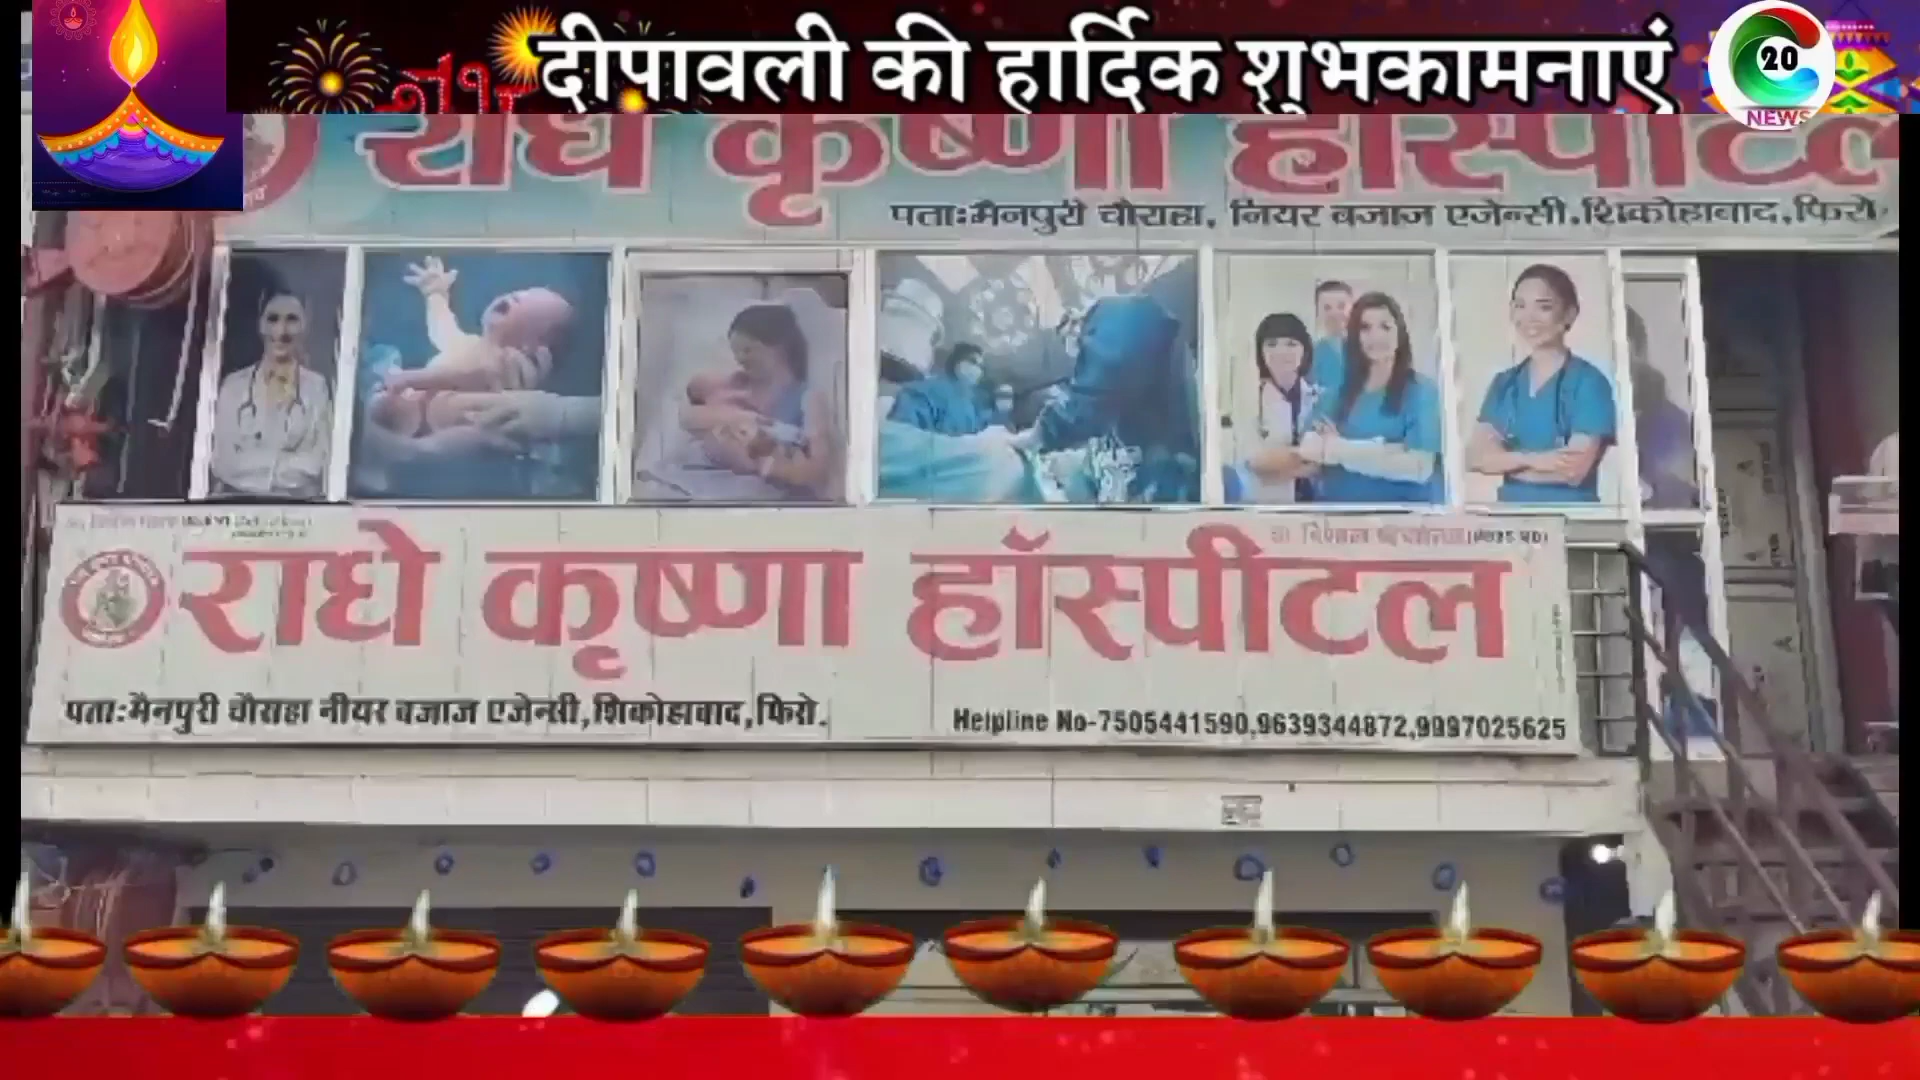 दीपावली की हार्दिक शुभकामनाएं
20
NEWS
राधे कृष्णा हॉस्पीटल
पताःमैनपुरी चौराहा, नियर बजाज एजेन्सी,शिकोहाबाद,फिरो.
राधे कृष्णा हॉस्पीटल
पताःमैनपुरी चौराहा नीयर बजाज एजेन्सी,शिकोहाबाद,फिरो.
Helpline No-7505441590,9639344872,9997025625